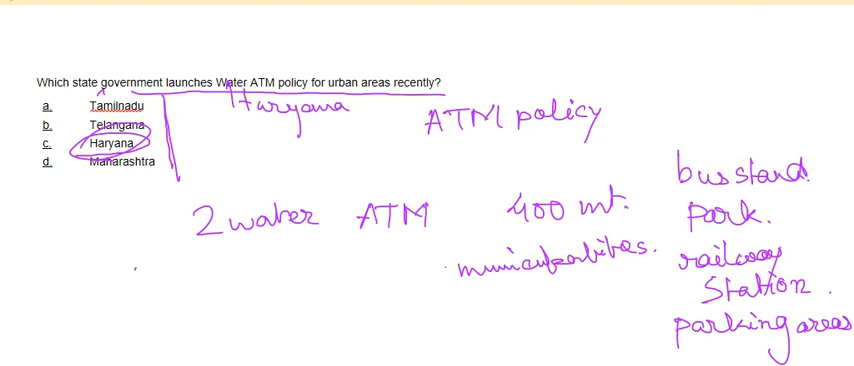 Which state government launches Water ATM policy for urban areas recently?
a. Tamilnadu
b. Telangana
c. Haryana
d. Maharashtra
Haryana
ATM policy
2 water ATM
400 mt.
municipalities.
bus stand.
Park.
railway
Station.
parking areas